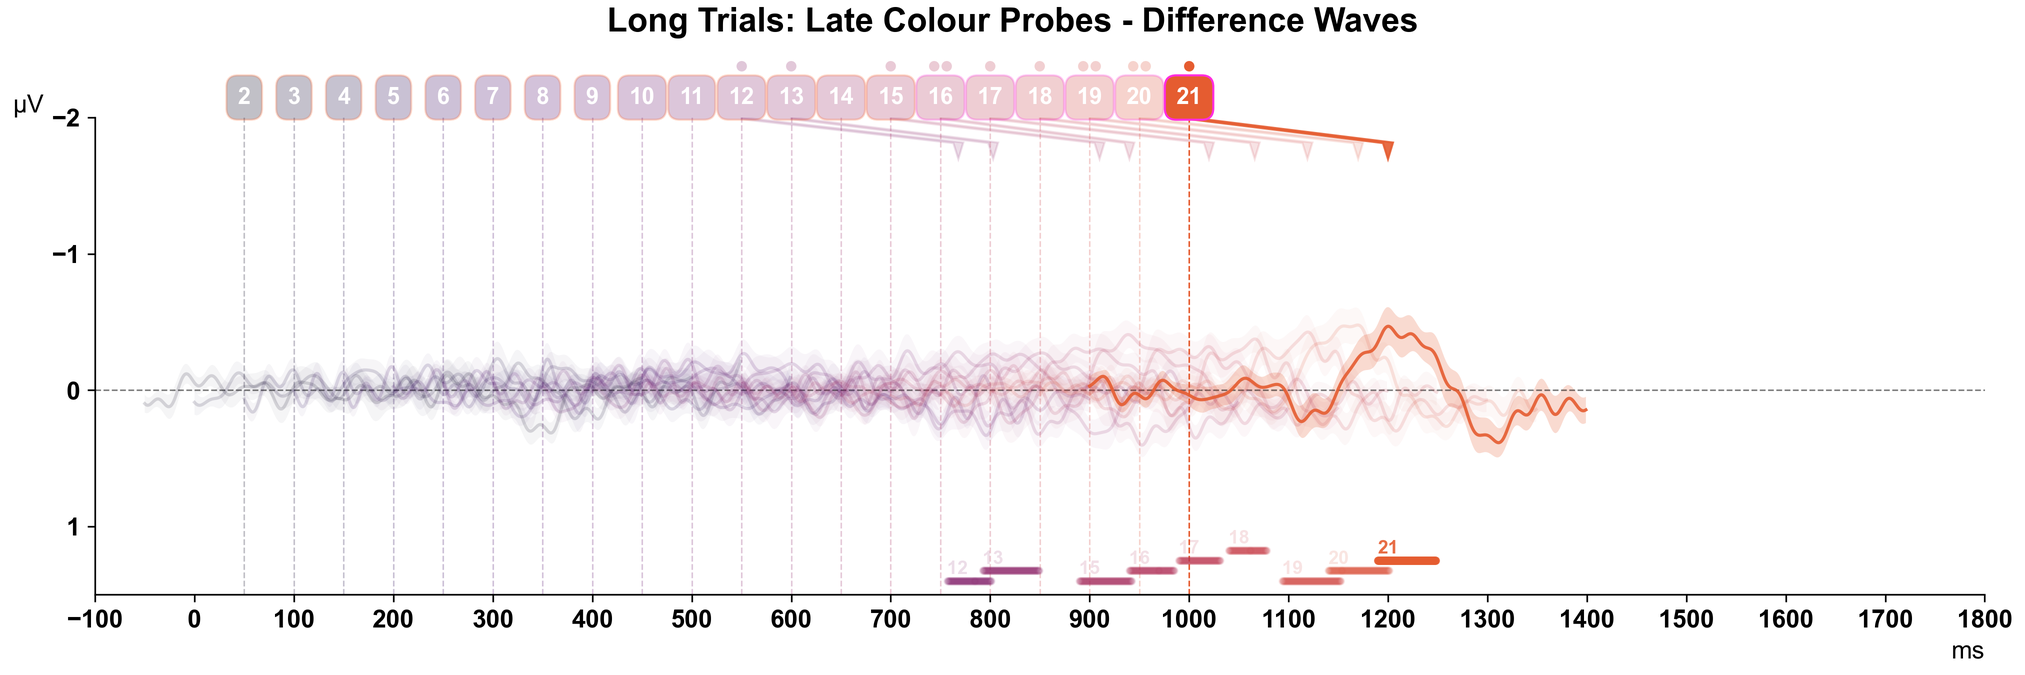 Long Trials: Late Colour Probes - Difference Waves
2 3 4 5 6 7 8 9 10 11 12 13 14 15 16 17 18 19 20 21
µV
−2
−1
0
1
18
17 21
12 13 15 16 19 20
−100 0 100 200 300 400 500 600 700 800 900 1000 1100 1200 1300 1400 1500 1600 1700 1800
ms